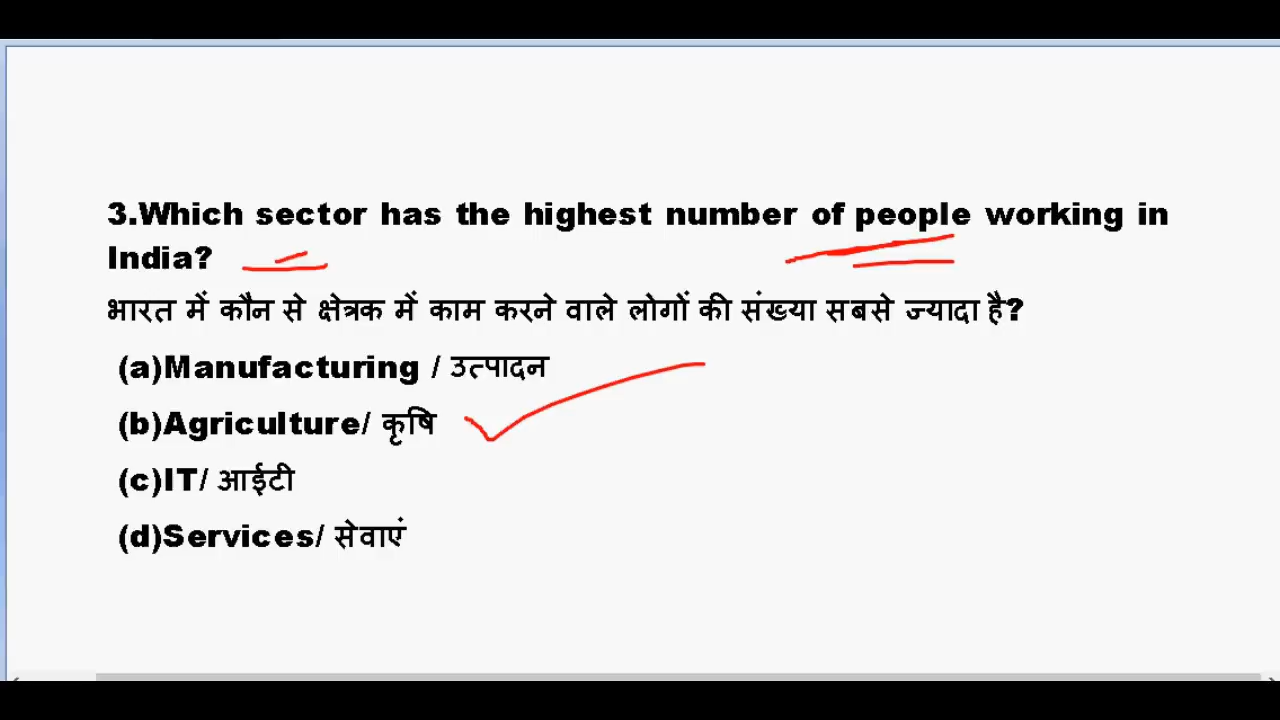 3.Which sector has the highest number of people working in
India?
भारत में कौन से क्षेत्रक में काम करने वाले लोगों की संख्या सबसे ज्यादा है?
(a)Manufacturing / उत्पादन
(b)Agriculture/ कृषि
(c)IT/ आईटी
(d)Services/ सेवाएं